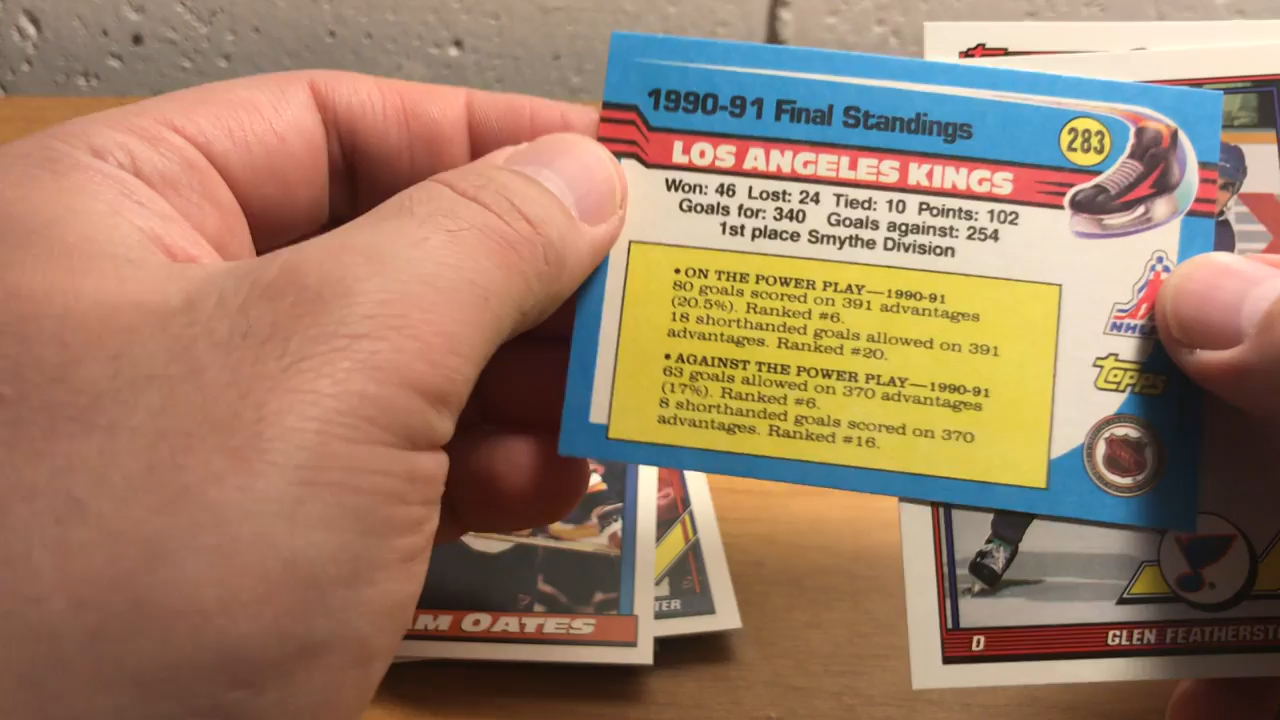 1990-91 Final Standings
283
LOS ANGELES KINGS
Won: 46 Lost: 24 Tied: 10 Points: 102
Goals for: 340 Goals against: 254
1st place Smythe Division
• ON THE POWER PLAY—1990-91
80 goals scored on 391 advantages
(20.5%). Ranked #6.
18 shorthanded goals allowed on 391
advantages. Ranked #20.
• AGAINST THE POWER PLAY—1990-91
63 goals allowed on 370 advantages
(17%). Ranked #6.
8 shorthanded goals scored on 370
advantages. Ranked #16.
NHL
TOPPS
TER
M OATES
D GLEN FEATHERST